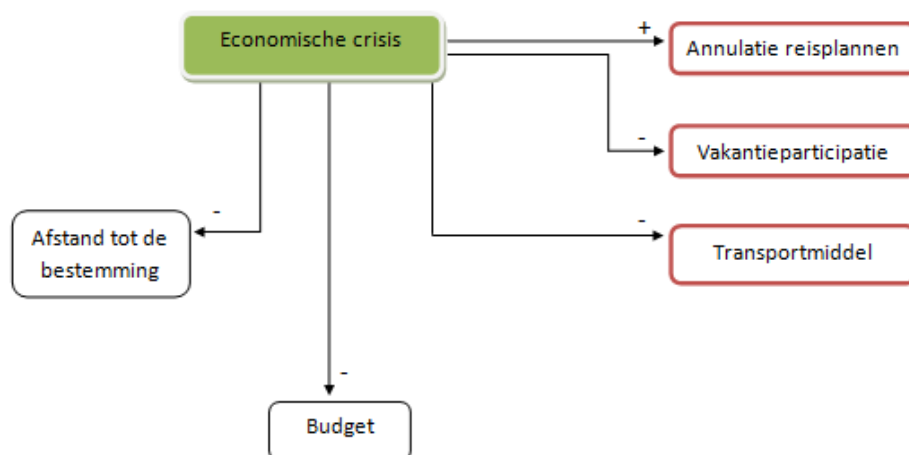 Economische crisis
+
Annulatie reisplannen
-
Vakantieparticipatie
-
Transportmiddel
-
Afstand tot de
bestemming
-
Budget